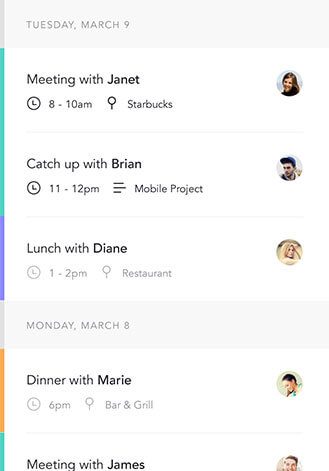 TUESDAY, MARCH 9
Meeting with Janet
8 - 10am Starbucks
Catch up with Brian
11 - 12pm Mobile Project
Lunch with Diane
1 - 2pm Restaurant
MONDAY, MARCH 8
Dinner with Marie
6pm Bar & Grill
Meeting with James